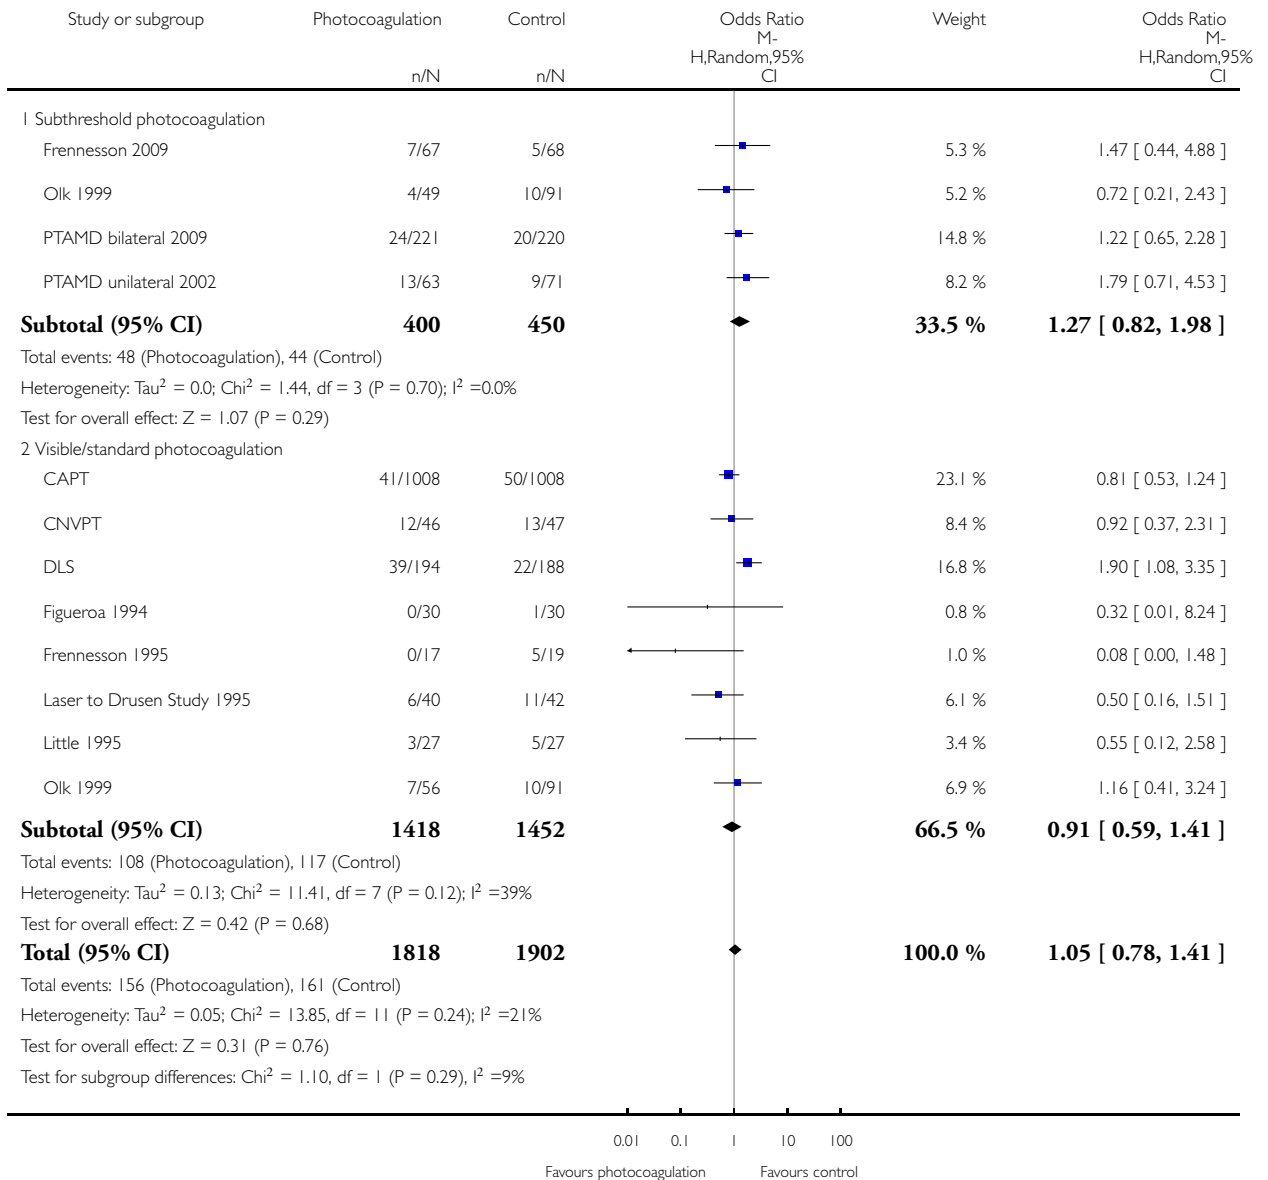 Study or subgroup Photocoagulation Control Odds Ratio Weight Odds Ratio
M- M-
H,Random,95% H,Random,95%
n/N n/N CI CI
1 Subthreshold photocoagulation
Frennesson 2009 7/67 5/68 5.3 % 1.47 [ 0.44, 4.88 ]
Olk 1999 4/49 10/91 5.2 % 0.72 [ 0.21, 2.43 ]
PTAMD bilateral 2009 24/221 20/220 14.8 % 1.22 [ 0.65, 2.28 ]
PTAMD unilateral 2002 13/63 9/71 8.2 % 1.79 [ 0.71, 4.53 ]
Subtotal (95% CI) 400 450 33.5 % 1.27 [ 0.82, 1.98 ]
Total events: 48 (Photocoagulation), 44 (Control)
Heterogeneity: Tau² = 0.0; Chi² = 1.44, df = 3 (P = 0.70); I² =0.0%
Test for overall effect: Z = 1.07 (P = 0.29)
2 Visible/standard photocoagulation
CAPT 41/1008 50/1008 23.1 % 0.81 [ 0.53, 1.24 ]
CNVPT 12/46 13/47 8.4 % 0.92 [ 0.37, 2.31 ]
DLS 39/194 22/188 16.8 % 1.90 [ 1.08, 3.35 ]
Figueroa 1994 0/30 1/30 0.8 % 0.32 [ 0.01, 8.24 ]
Frennesson 1995 0/17 5/19 1.0 % 0.08 [ 0.00, 1.48 ]
Laser to Drusen Study 1995 6/40 11/42 6.1 % 0.50 [ 0.16, 1.51 ]
Little 1995 3/27 5/27 3.4 % 0.55 [ 0.12, 2.58 ]
Olk 1999 7/56 10/91 6.9 % 1.16 [ 0.41, 3.24 ]
Subtotal (95% CI) 1418 1452 66.5 % 0.91 [ 0.59, 1.41 ]
Total events: 108 (Photocoagulation), 117 (Control)
Heterogeneity: Tau² = 0.13; Chi² = 11.41, df = 7 (P = 0.12); I² =39%
Test for overall effect: Z = 0.42 (P = 0.68)
Total (95% CI) 1818 1902 100.0 % 1.05 [ 0.78, 1.41 ]
Total events: 156 (Photocoagulation), 161 (Control)
Heterogeneity: Tau² = 0.05; Chi² = 13.85, df = 11 (P = 0.24); I² =21%
Test for overall effect: Z = 0.31 (P = 0.76)
Test for subgroup differences: Chi² = 1.10, df = 1 (P = 0.29), I² =9%
0.01 0.1 1 10 100
Favours photocoagulation Favours control